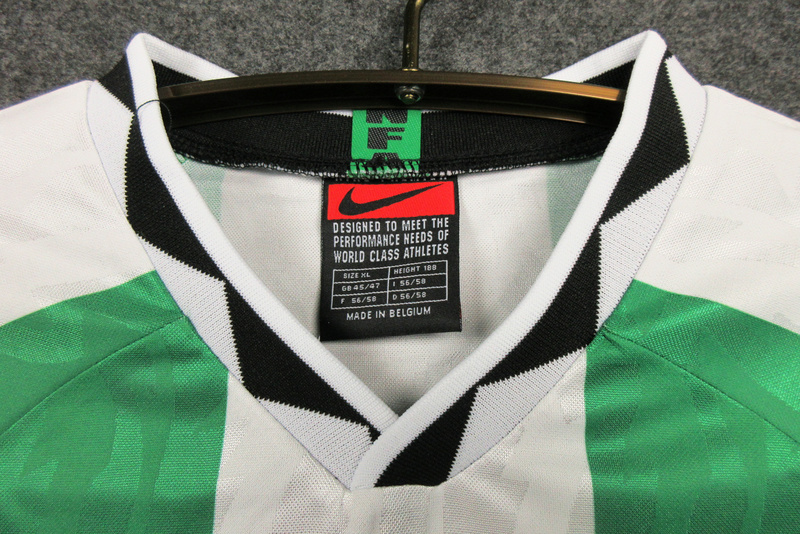 NFA
DESIGNED TO MEET THE
PERFORMANCE NEEDS OF
WORLD CLASS ATHLETES
SIZE XL HEIGHT 188
GB 45/47 I 56/58
F 56/58 D 56/58
MADE IN BELGIUM